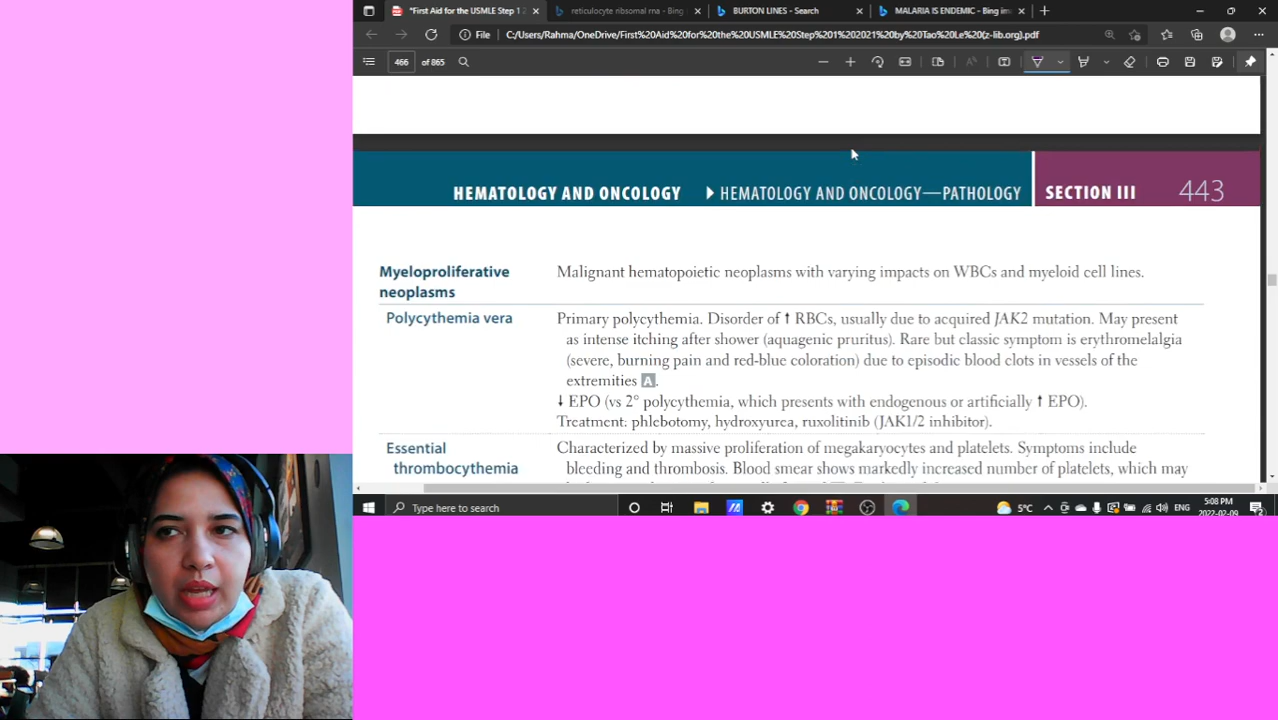 "First Aid for the USMLE Step 1 2
reticulocyte ribosomal rna - Bing
BURTON LINES - Search
MALARIA IS ENDEMIC - Bing im
File
C:/Users/Rahma/OneDrive/First%20Aid%20for%20the%20USMLE%20Step%201%202021%20by%20Tao%20Le%20(z-lib.org).pdf
466 of 865
HEMATOLOGY AND ONCOLOGY ▶ HEMATOLOGY AND ONCOLOGY—PATHOLOGY
SECTION III 443
Myeloproliferative
neoplasms
Malignant hematopoietic neoplasms with varying impacts on WBCs and myeloid cell lines.
Polycythemia vera
Primary polycythemia. Disorder of ↑ RBCs, usually due to acquired JAK2 mutation. May present
as intense itching after shower (aquagenic pruritus). Rare but classic symptom is erythromelalgia
(severe, burning pain and red-blue coloration) due to episodic blood clots in vessels of the
extremities A.
↓ EPO (vs 2° polycythemia, which presents with endogenous or artificially ↑ EPO).
Treatment: phlebotomy, hydroxyurea, ruxolitinib (JAK1/2 inhibitor).
Essential
thrombocythemia
Characterized by massive proliferation of megakaryocytes and platelets. Symptoms include
bleeding and thrombosis. Blood smear shows markedly increased number of platelets, which may
Type here to search
5°C
ENG
5:08 PM
2022-02-09